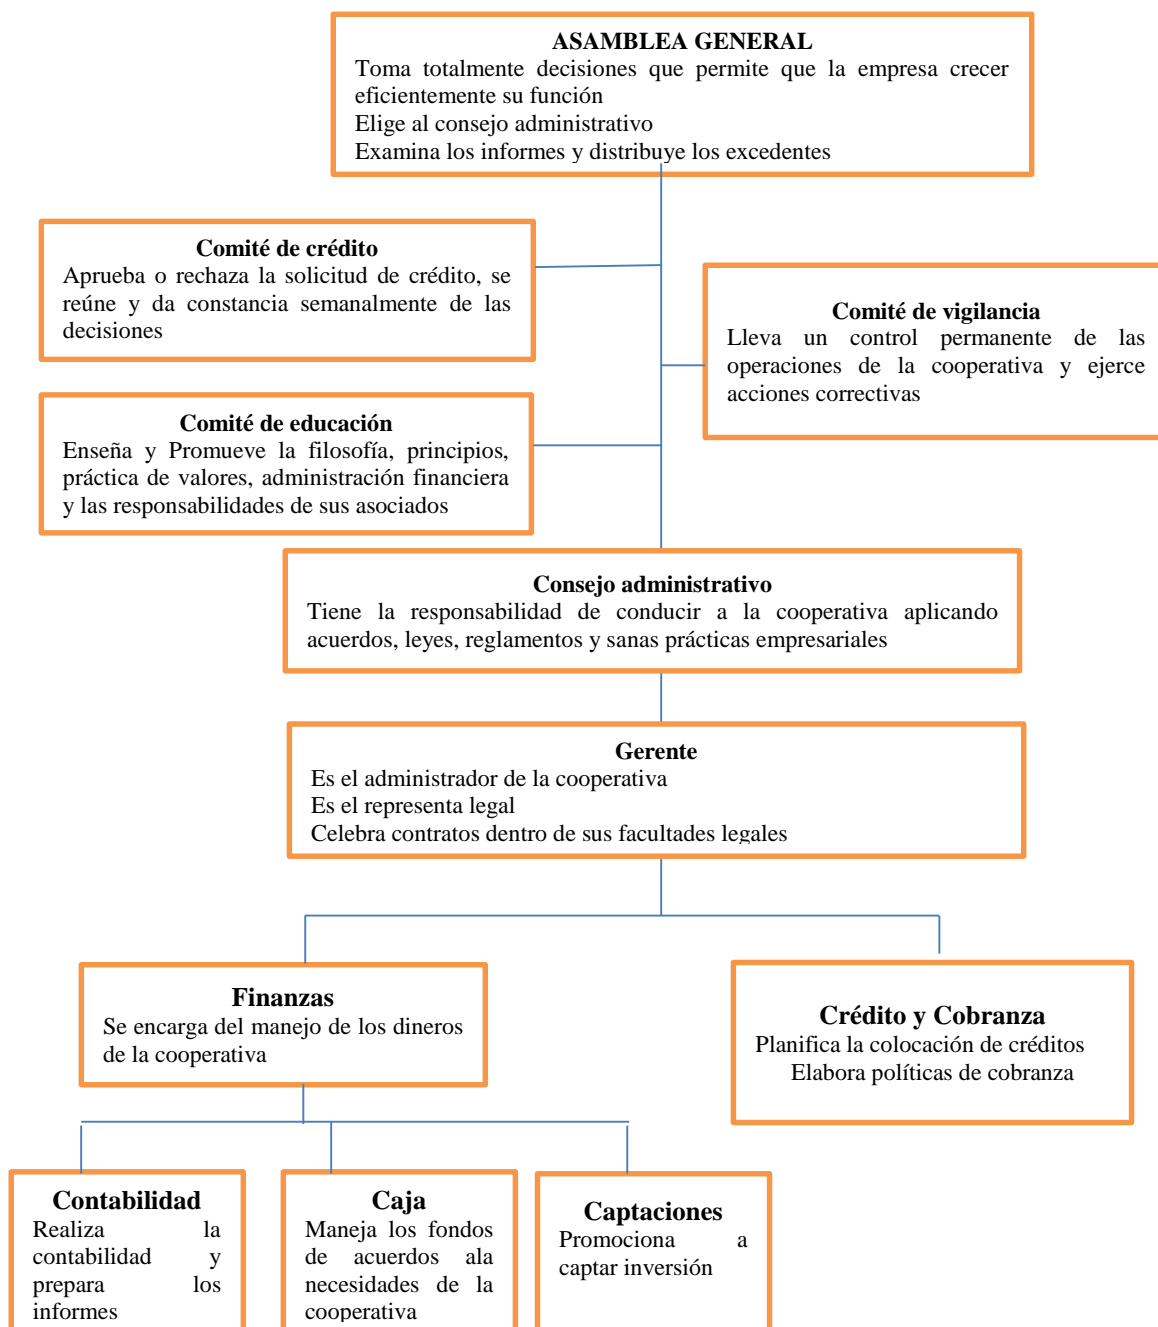 ASAMBLEA GENERAL
Toma totalmente decisiones que permite que la empresa crecer
eficientemente su función
Elige al consejo administrativo
Examina los informes y distribuye los excedentes
Comité de crédito
Aprueba o rechaza la solicitud de crédito, se
reúne y da constancia semanalmente de las
decisiones
Comité de vigilancia
Lleva un control permanente de las
operaciones de la cooperativa y ejerce
acciones correctivas
Comité de educación
Enseña y Promueve la filosofía, principios,
práctica de valores, administración financiera
y las responsabilidades de sus asociados
Consejo administrativo
Tiene la responsabilidad de conducir a la cooperativa aplicando
acuerdos, leyes, reglamentos y sanas prácticas empresariales
Gerente
Es el administrador de la cooperativa
Es el representa legal
Celebra contratos dentro de sus facultades legales
Finanzas
Se encarga del manejo de los dineros
de la cooperativa
Crédito y Cobranza
Planifica la colocación de créditos
Elabora políticas de cobranza
Contabilidad
Realiza la
contabilidad y
prepara los
informes
Caja
Maneja los fondos
de acuerdos ala
necesidades de la
cooperativa
Captaciones
Promociona a
captar inversión